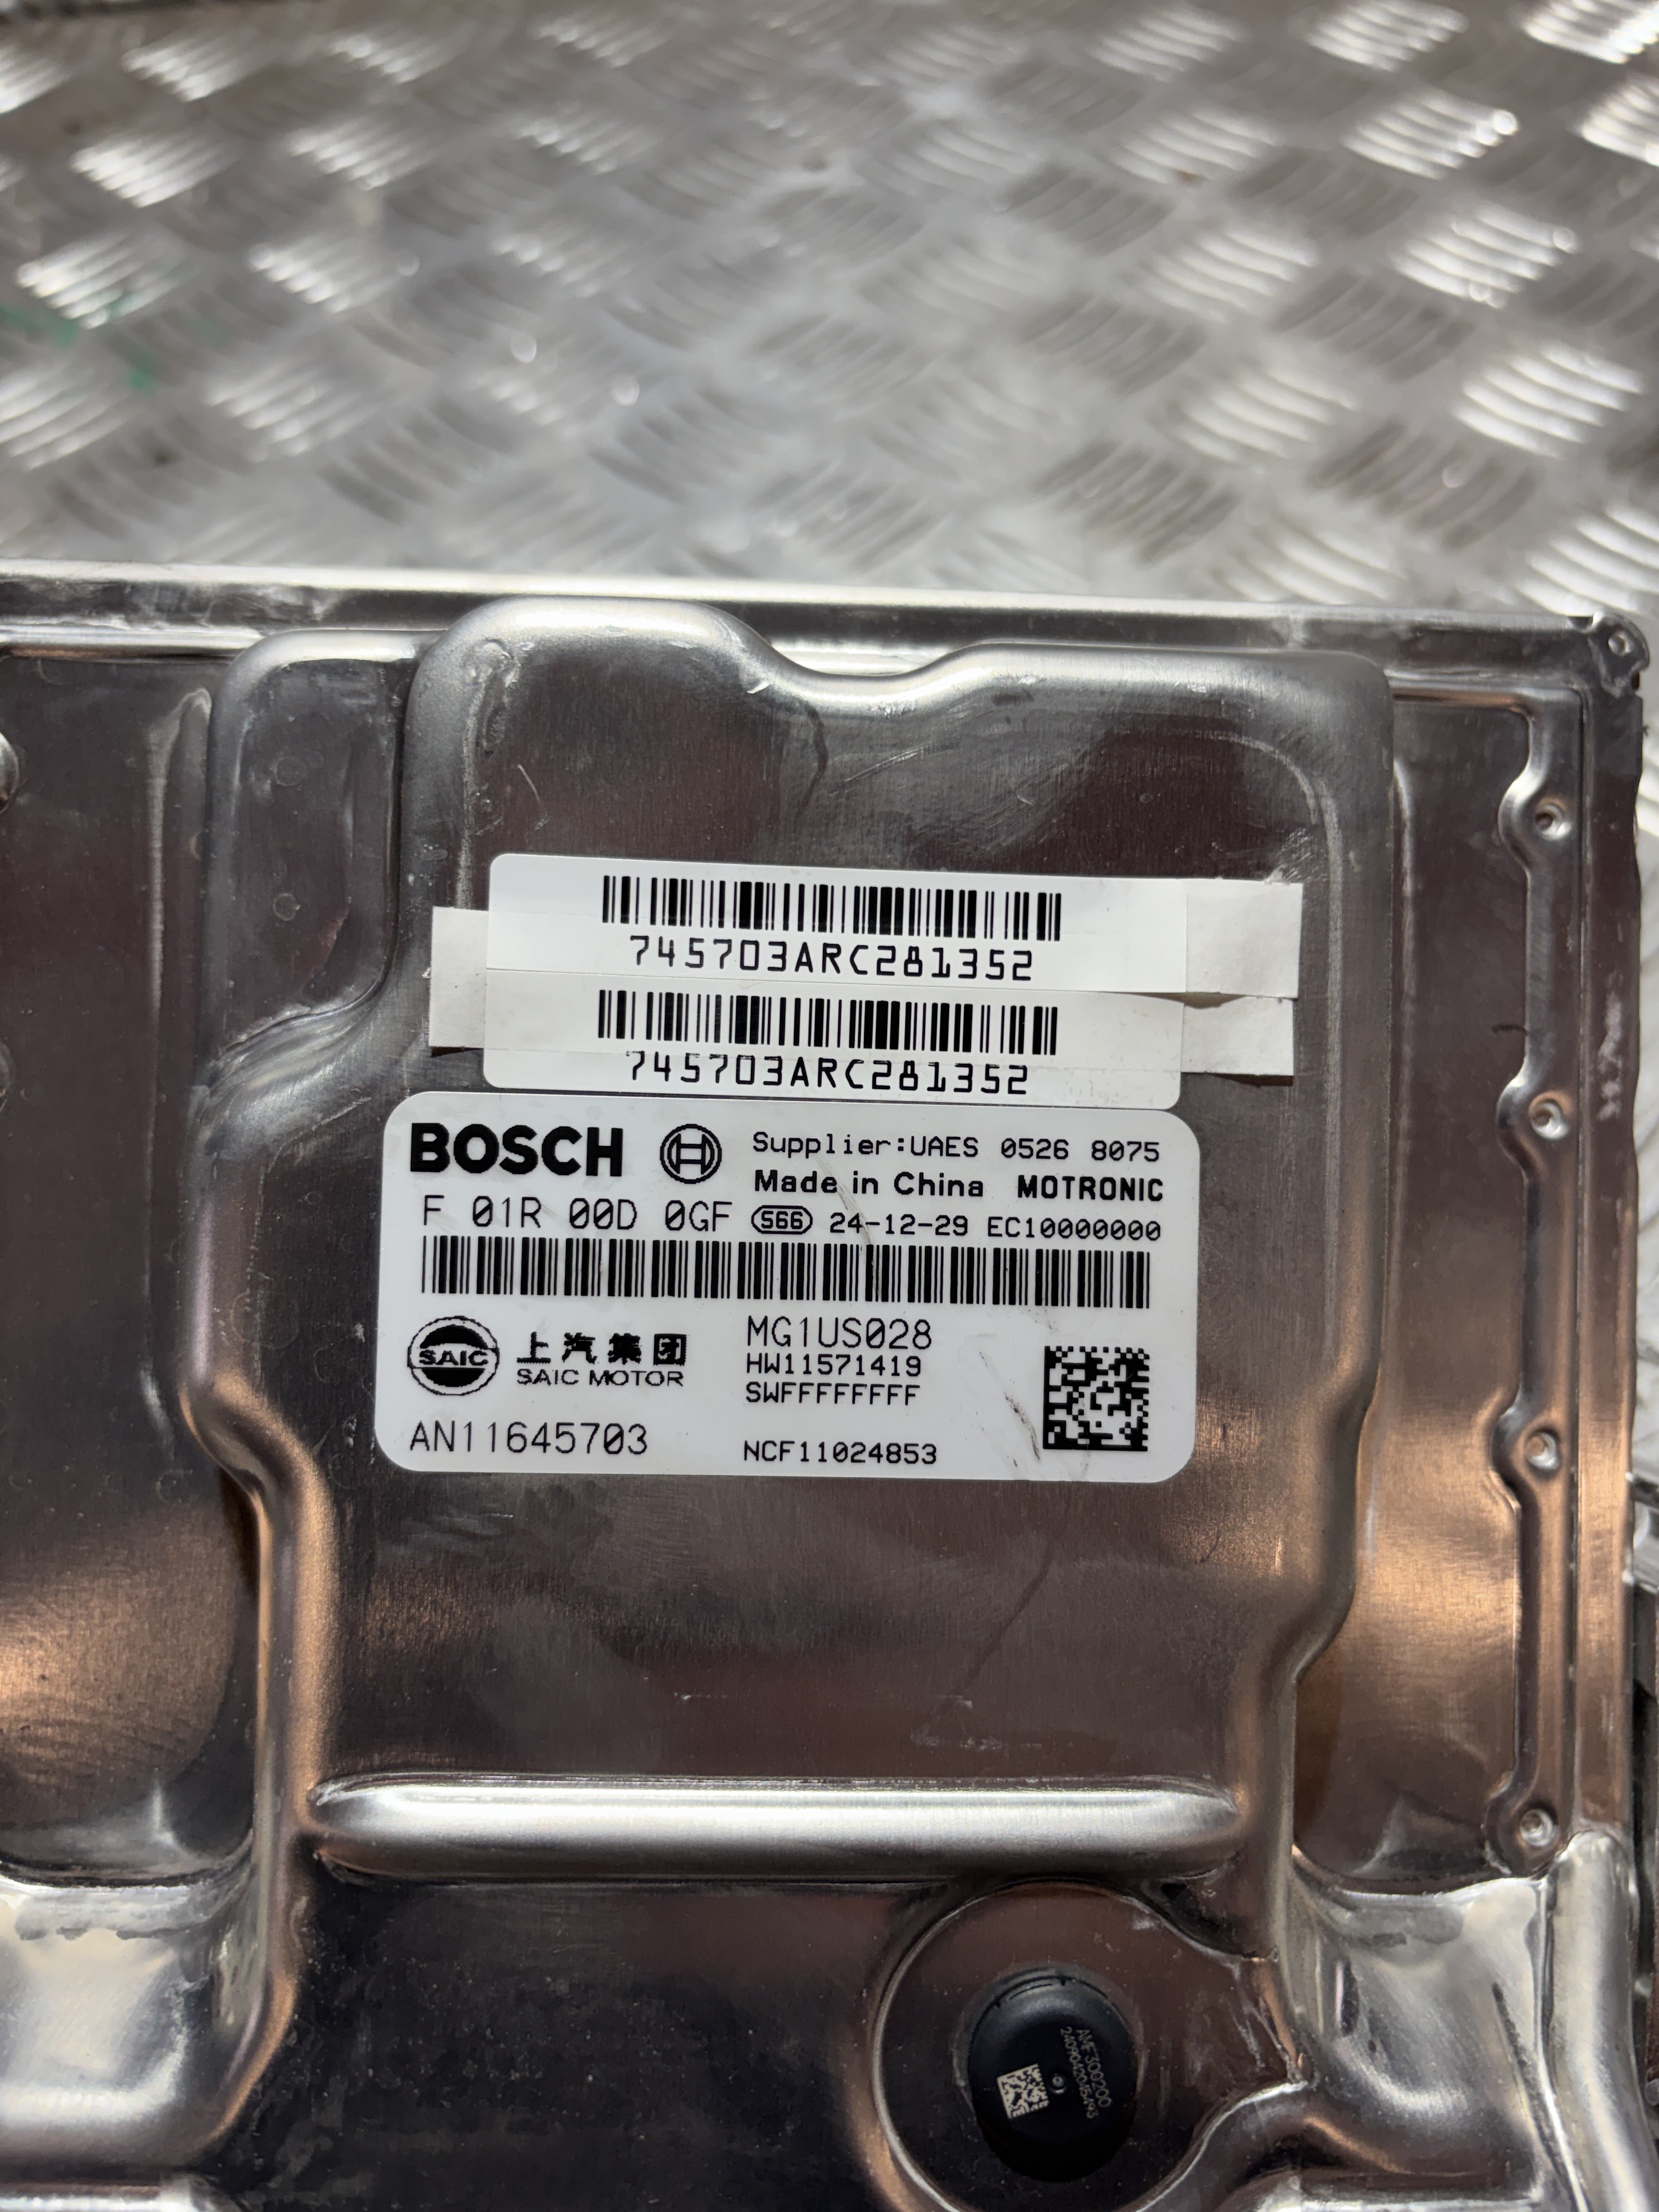 745703ARC281352
745703ARC281352
BOSCH
Supplier:UAES 0526 8075
Made in China MOTRONIC
F 01R 00D 0GF
S66 24-12-29 EC10000000
SAIC
上汽集团
SAIC MOTOR
MG1US028
HW11571419
SWFFFFFFFF
AN11645703
NCF11024853